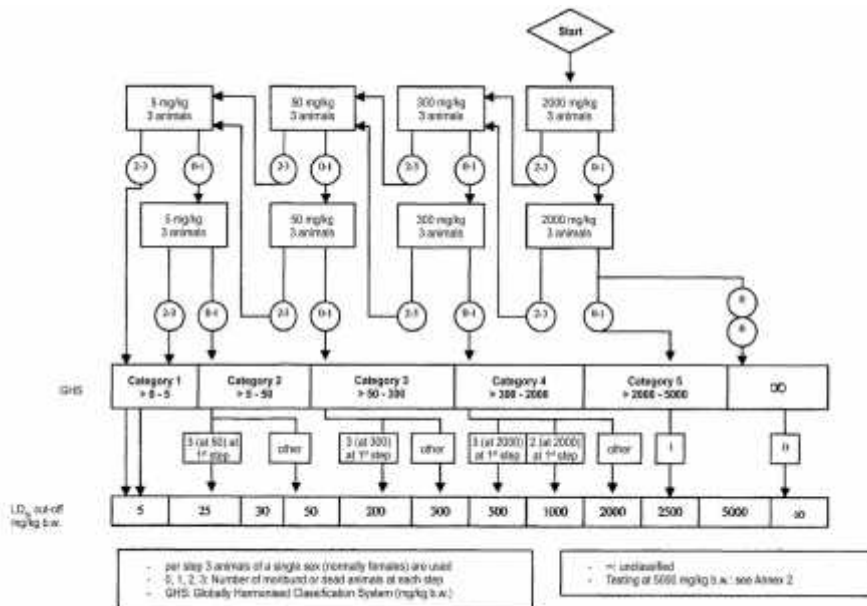 Start
5 mg/kg
3 animals
50 mg/kg
3 animals
300 mg/kg
3 animals
2000 mg/kg
3 animals
2-3
0-1
2-3
0-1
2-3
0-1
2-3
0-1
5 mg/kg
3 animals
50 mg/kg
3 animals
300 mg/kg
3 animals
2000 mg/kg
3 animals
2-3
0-1
2-3
0-1
2-3
0-1
2-3
0-1
GHS
Category 1
> 0 - 5
Category 2
> 5 - 50
Category 3
> 50 - 300
Category 4
> 300 - 2000
Category 5
> 2000 - 5000
∞
3 (at 50) at
1st step
other
3 (at 300)
at 1st step
other
3 (at 2000)
at 1st step
2 (at 2000)
at 1st step
other
LD50 cut-off
mg/kg b.w.
5
25
30
50
200
300
500
1000
2000
2500
5000
∞
- per step 3 animals of a single sex (normally females) are used
- 0, 1, 2, 3: Number of moribund or dead animals at each step
- GHS: Globally Harmonised Classification System (mg/kg b.w.)
- ∞: unclassified
- Testing at 5000 mg/kg b.w.: see Annex 2